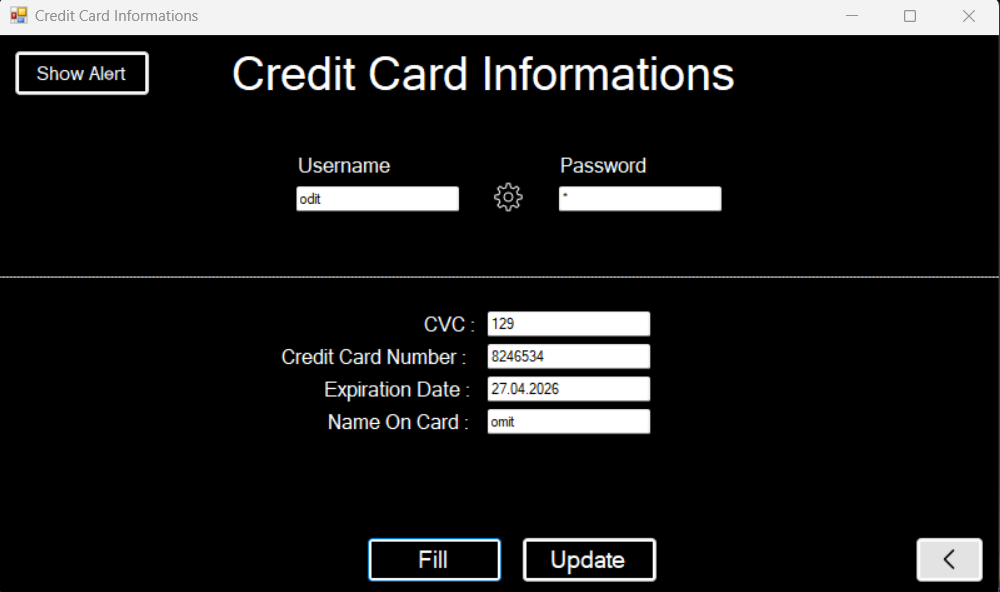 Credit Card Informations
Show Alert
Credit Card Informations
Username Password
odit *
CVC : 129
Credit Card Number : 8246534
Expiration Date : 27.04.2026
Name On Card : omit
Fill Update <